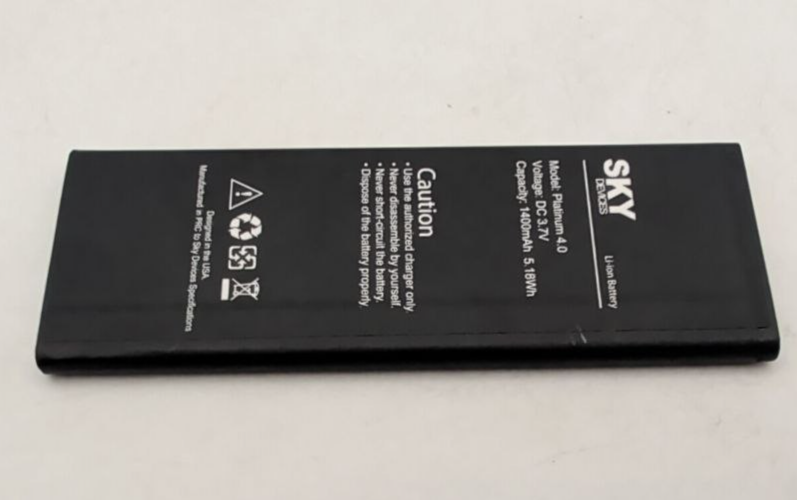 SKY
DEVICES
Li-ion Battery
Model: Platinum 4.0
Voltage: DC 3.7V
Capacity: 1400mAh 5.18Wh
Caution
• Use the authorized charger only.
• Never disassemble by yourself.
• Never short-circuit the battery.
• Dispose of the battery properly.
Designed in the USA
Manufactured in PRC to Sky Devices Specifications